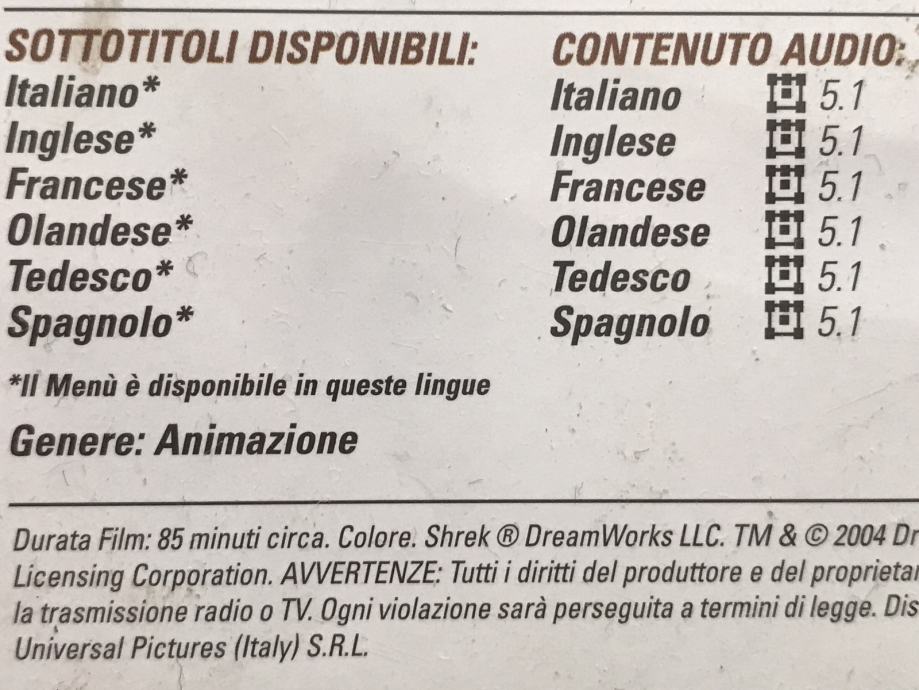 SOTTOTITOLI DISPONIBILI:
Italiano*
Inglese*
Francese*
Olandese*
Tedesco*
Spagnolo*
CONTENUTO AUDIO:
Italiano 5.1
Inglese 5.1
Francese 5.1
Olandese 5.1
Tedesco 5.1
Spagnolo 5.1
*Il Menù è disponibile in queste lingue
Genere: Animazione
Durata Film: 85 minuti circa. Colore. Shrek ® DreamWorks LLC. TM & © 2004
Licensing Corporation. AVVERTENZE: Tutti i diritti del produttore e del
la trasmissione radio o TV. Ogni violazione sarà perseguita a termini di legge.
Universal Pictures (Italy) S.R.L.